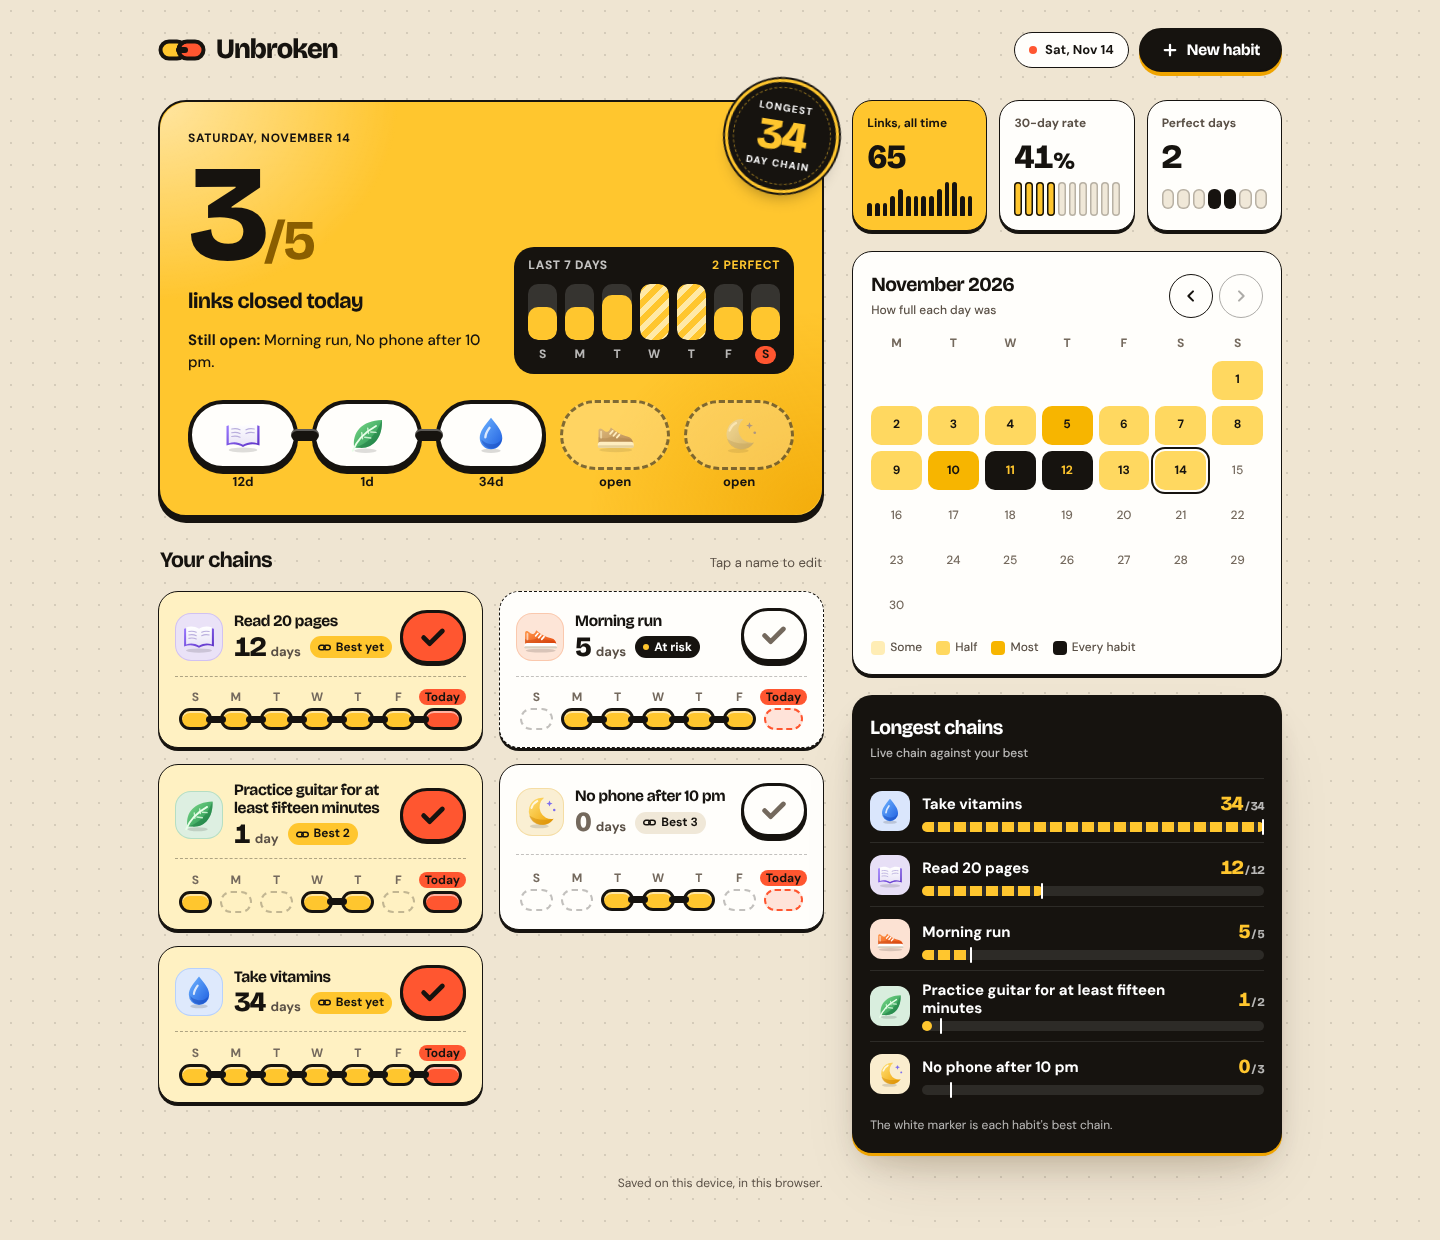 Unbroken
Sat, Nov 14
New habit
SATURDAY, NOVEMBER 14
3/5
links closed today
Still open: Morning run, No phone after 10
pm.
LONGEST
34
DAY CHAIN
LAST 7 DAYS
2 PERFECT
S M T W T F S
12d
1d
34d
open
open
Links, all time
65
30-day rate
41%
Perfect days
2
November 2026
How full each day was
M T W T F S S
1
2 3 4 5 6 7 8
9 10 11 12 13 14 15
16 17 18 19 20 21 22
23 24 25 26 27 28 29
30
Some Half Most Every habit
Your chains
Tap a name to edit
Read 20 pages
12 days
Best yet
S M T W T F Today
Morning run
5 days
At risk
S M T W T F Today
Practice guitar for at
least fifteen minutes
1 day
Best 2
S M T W T F Today
No phone after 10 pm
0 days
Best 3
S M T W T F Today
Take vitamins
34 days
Best yet
S M T W T F Today
Longest chains
Live chain against your best
Take vitamins
34/34
Read 20 pages
12/12
Morning run
5/5
Practice guitar for at least fifteen
minutes
1/2
No phone after 10 pm
0/3
The white marker is each habit's best chain.
Saved on this device, in this browser.